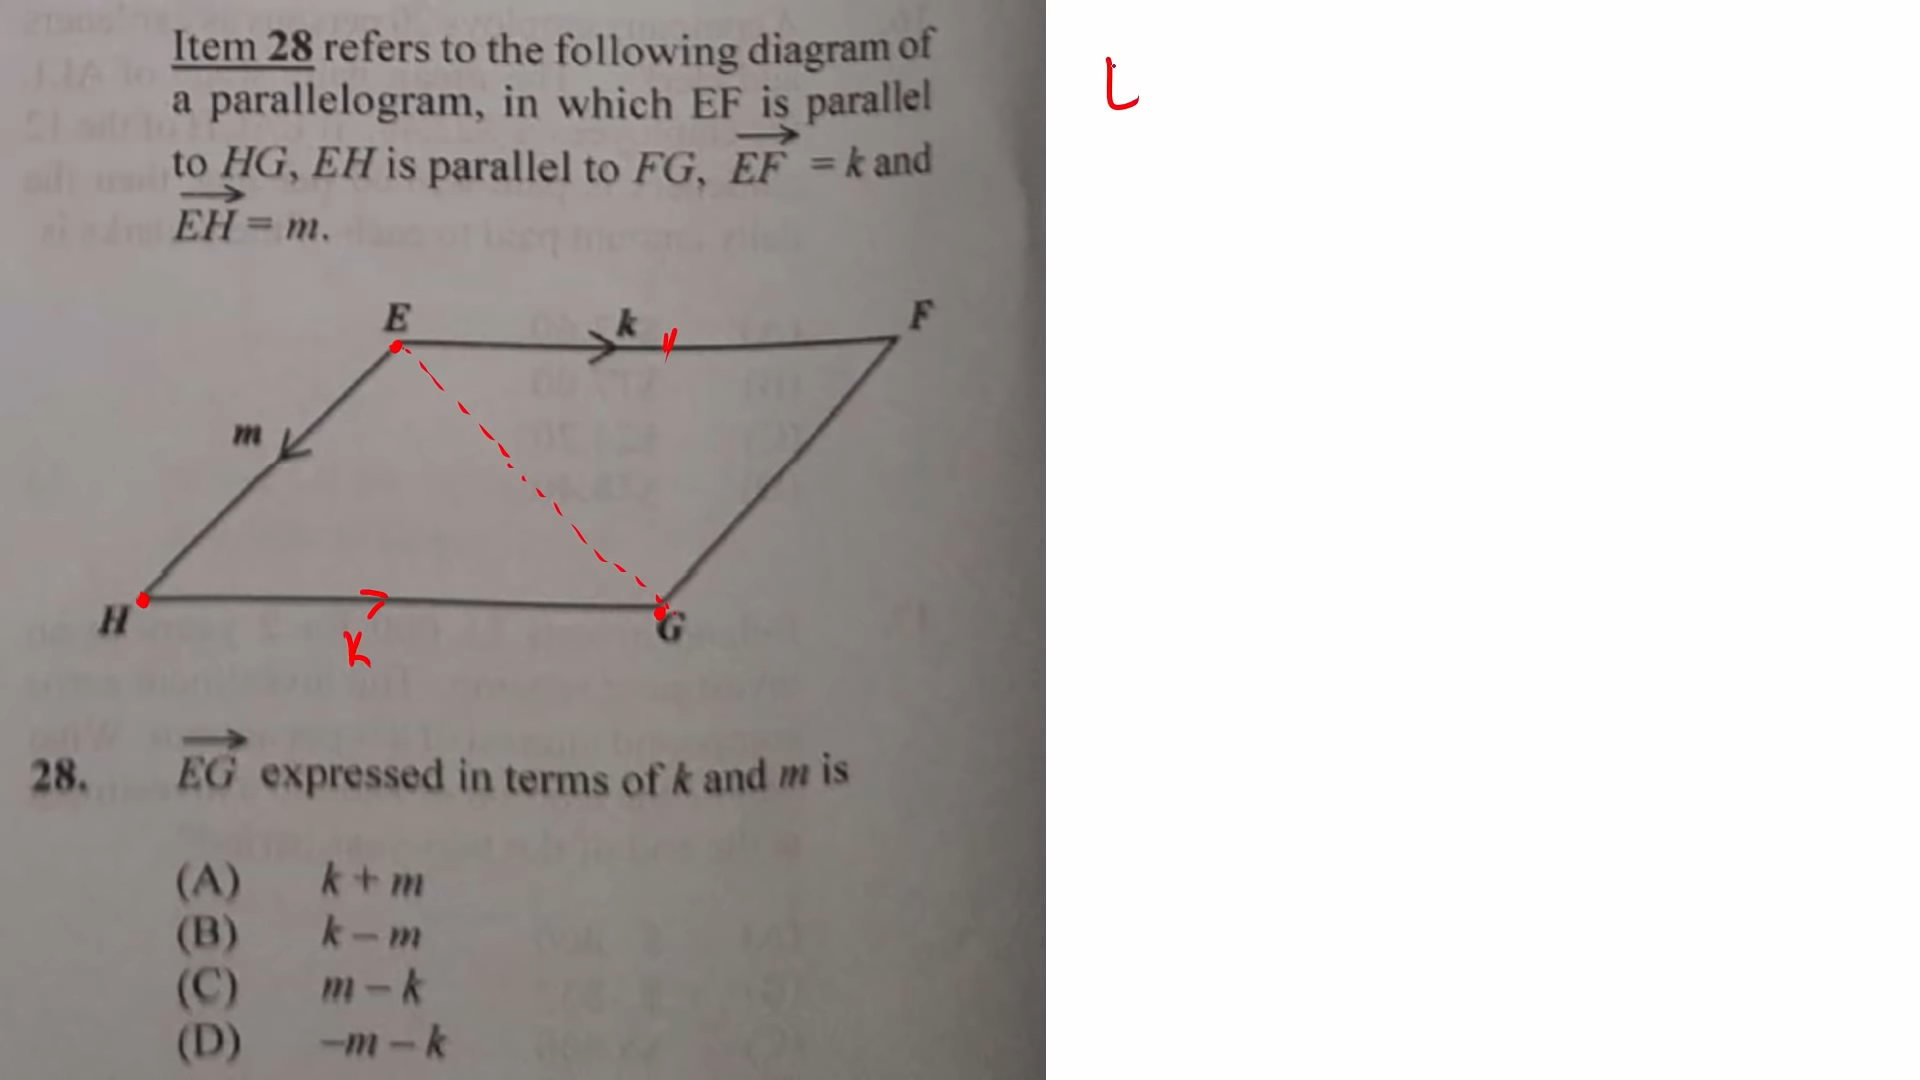 Item 28 refers to the following diagram of
a parallelogram, in which EF is parallel
to HG, EH is parallel to FG, EF = k and
EH = m.
E
k
F
m
H
K
G
28. EG expressed in terms of k and m is
(A) k + m
(B) k – m
(C) m – k
(D) –m – k